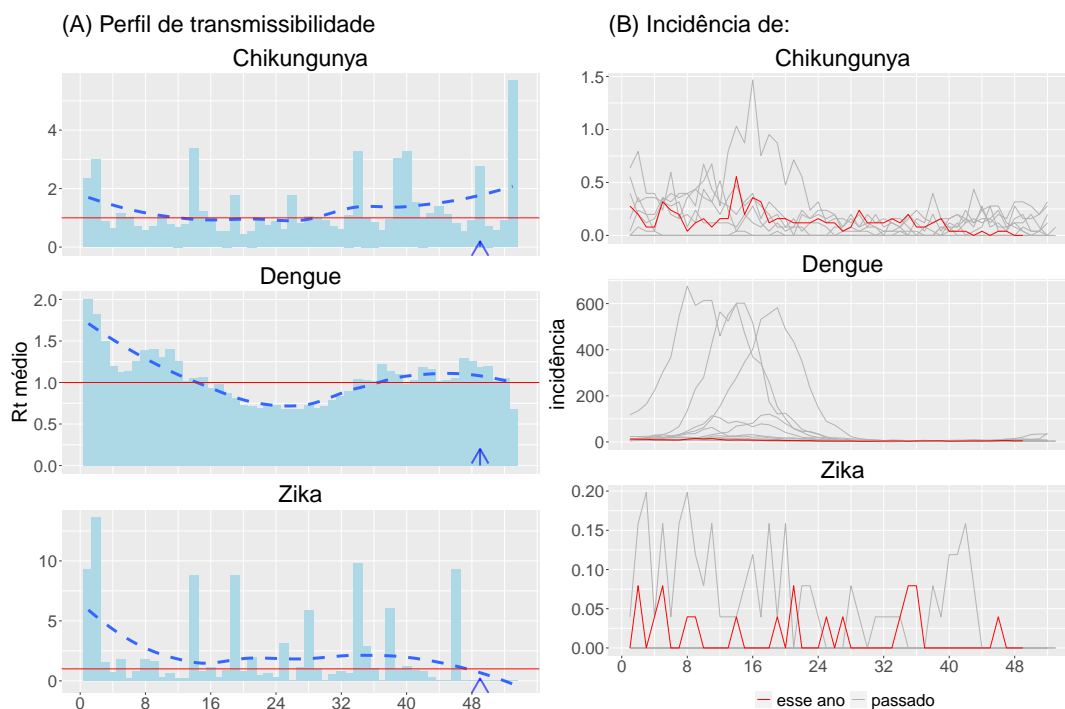 (A) Perfil de transmissibilidade
Chikungunya
4
2
0
Dengue
2.0
1.5
1.0
0.5
0.0
Rt médio
Zika
10
5
0
0 8 16 24 32 40 48
(B) Incidência de:
Chikungunya
1.5
1.0
0.5
0.0
Dengue
600
400
200
0
incidência
Zika
0.20
0.15
0.10
0.05
0.00
0 8 16 24 32 40 48
esse ano passado